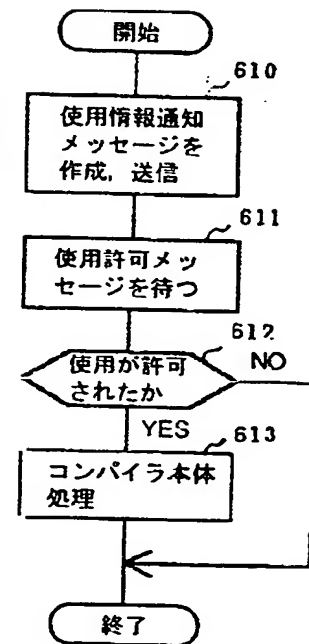 開始
610
使用情報通知
メッセージを
作成，送信
611
使用許可メッ
セージを待つ
612
使用が許可
されたか
NO
YES
613
コンパイラ本体
処理
終了